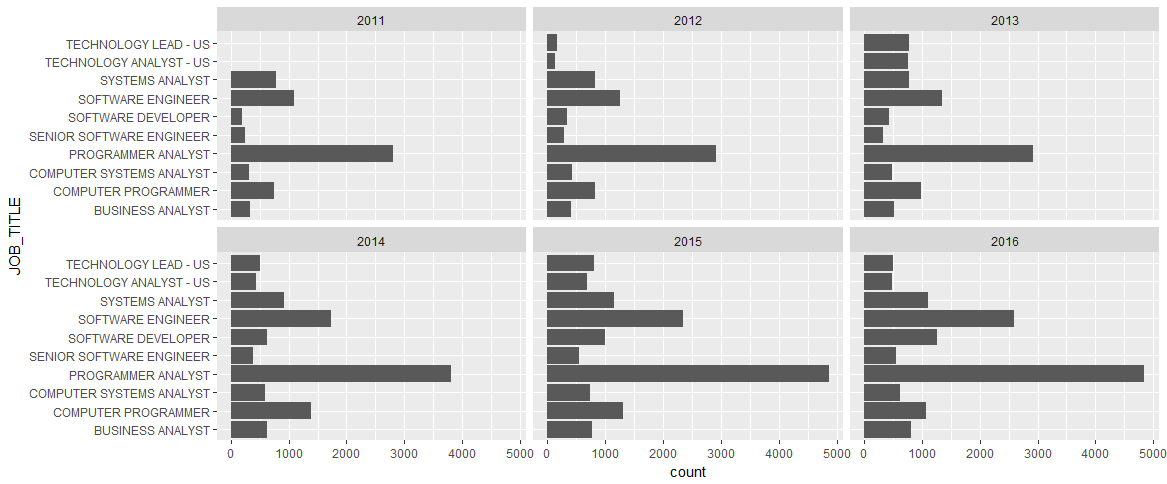 2011 2012 2013
TECHNOLOGY LEAD - US
TECHNOLOGY ANALYST - US
SYSTEMS ANALYST
SOFTWARE ENGINEER
SOFTWARE DEVELOPER
SENIOR SOFTWARE ENGINEER
PROGRAMMER ANALYST
COMPUTER SYSTEMS ANALYST
COMPUTER PROGRAMMER
BUSINESS ANALYST
JOB_TITLE
2014 2015 2016
TECHNOLOGY LEAD - US
TECHNOLOGY ANALYST - US
SYSTEMS ANALYST
SOFTWARE ENGINEER
SOFTWARE DEVELOPER
SENIOR SOFTWARE ENGINEER
PROGRAMMER ANALYST
COMPUTER SYSTEMS ANALYST
COMPUTER PROGRAMMER
BUSINESS ANALYST
0 1000 2000 3000 4000 5000 0 1000 2000 3000 4000 5000 0 1000 2000 3000 4000 5000
count